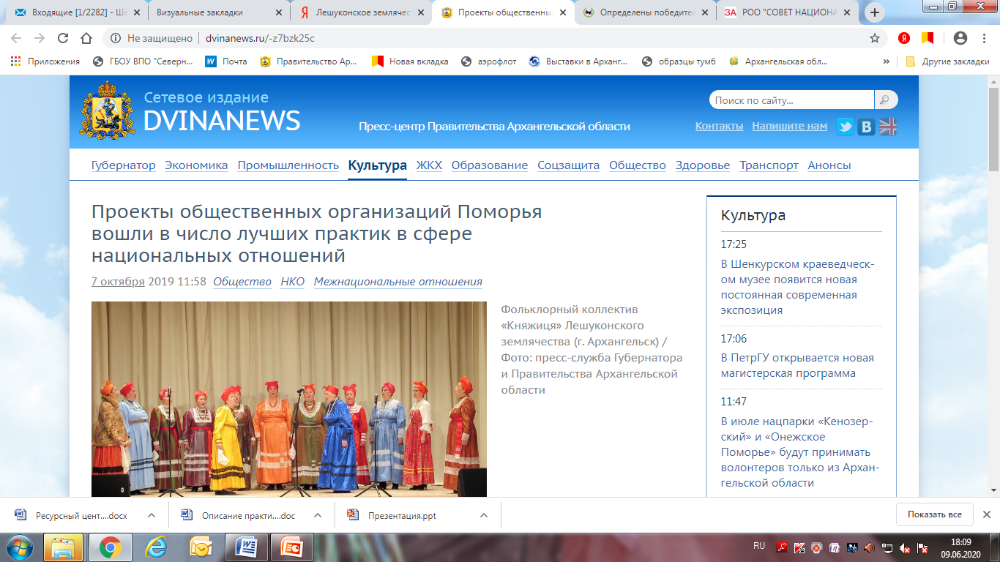 Входящие [1/2282] - Ше
Визуальные закладки
Лешуконское землячес
Проекты общественны
Определены победител
РОО "СОВЕТ НАЦИОНА
Не защищено | dvinanews.ru/-z7bzk25c
Приложения
ГБОУ ВПО "Северн...
Почта
Правительство Ар...
Новая вкладка
аэрофлот
Выставки в Арханг...
образцы тумб
Архангельская обл...
»
Другие закладки
Сетевое издание
DVINANEWS
Пресс-центр Правительства Архангельской области
Поиск по сайту...
Контакты Напишите нам
Губернатор Экономика Промышленность Культура ЖКХ Образование Соцзащита Общество Здоровье Транспорт Анонсы
Проекты общественных организаций Поморья
вошли в число лучших практик в сфере
национальных отношений
7 октября 2019 11:58 Общество НКО Межнациональные отношения
Фольклорный коллектив
«Княжиця» Лешуконского
землячества (г. Архангельск) /
Фото: пресс-служба Губернатора
и Правительства Архангельской
области
Культура
17:25
В Шенкурском краеведческ-
ом музее появится новая
постоянная современная
экспозиция
17:06
В ПетрГУ открывается новая
магистерская программа
11:47
В июле нацпарки «Кенозер-
ский» и «Онежское
Поморье» будут принимать
волонтеров только из Архан-
гельской области
Ресурсный цент....docx
Описание практи....doc
Презентация.ppt
Показать все
RU
18:09
09.06.2020